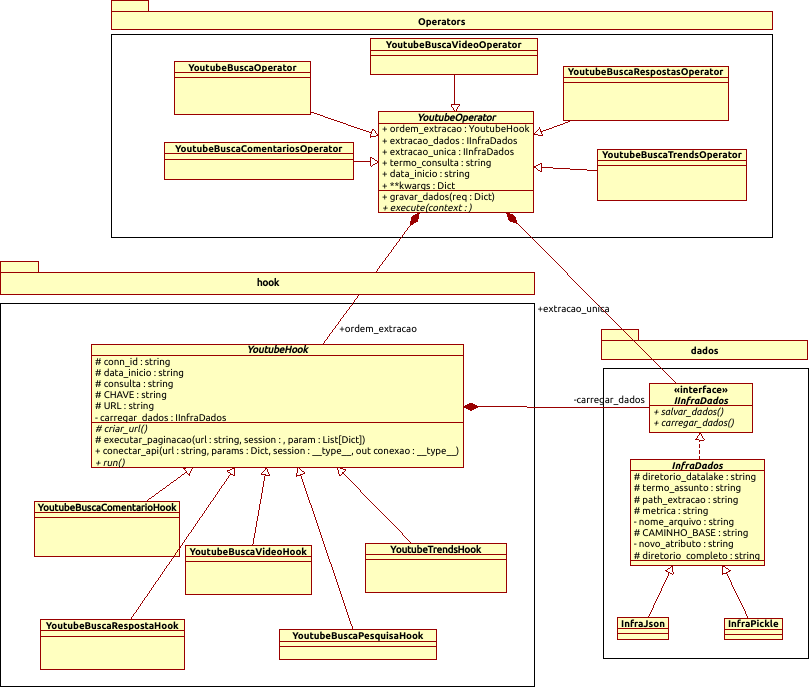 Operators
YoutubeBuscaVideoOperator
YoutubeBuscaOperator
YoutubeBuscaRespostasOperator
YoutubeBuscaComentariosOperator
YoutubeBuscaTrendsOperator
YoutubeOperator
+ ordem_extracao : YoutubeHook
+ extracao_dados : IInfraDados
+ extracao_unica : IInfraDados
+ termo_consulta : string
+ data_inicio : string
+ **kwargs : Dict
+ gravar_dados(req : Dict)
+ execute(context : )
hook
+ordem_extracao
+extracao_unica
YoutubeHook
# conn_id : string
# data_inicio : string
# consulta : string
# CHAVE : string
# URL : string
- carregar_dados : IInfraDados
# criar_url()
# executar_paginacao(url : string, session : , param : List[Dict])
+ conectar_api(url : string, params : Dict, session : __type__, out conexao : __type__)
+ run()
-carregar_dados
YoutubeBuscaComentarioHook
YoutubeBuscaVideoHook
YoutubeTrendsHook
YoutubeBuscaRespostaHook
YoutubeBuscaPesquisaHook
dados
«interface»
IInfraDados
+ salvar_dados()
+ carregar_dados()
InfraDados
# diretorio_datalake : string
# termo_assunto : string
# path_extracao : string
# metrica : string
- nome_arquivo : string
# CAMINHO_BASE : string
- novo_atributo : string
# diretorio_completo : string
InfraJson
InfraPickle